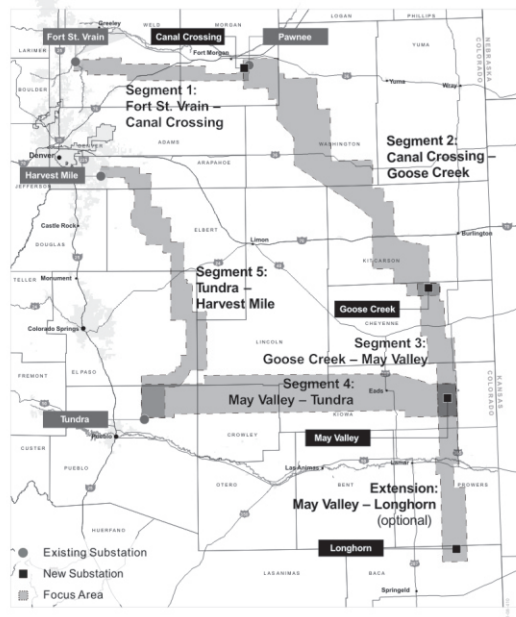 LARIMER
Fort St. Vrain
Greeley
WELD
Canal Crossing
MORGAN
Pawnee
LOGAN
PHILLIPS
Fort Morgan
YUMA
Yuma
Wray
NEBRASKA
COLORADO
BOULDER
Segment 1:
Fort St. Vrain –
Canal Crossing
ADAMS
WASHINGTON
Segment 2:
Canal Crossing –
Goose Creek
Denver
DENVER
ARAPAHOE
Harvest Mile
JEFFERSON
Castle Rock
DOUGLAS
ELBERT
Limon
Burlington
KIT CARSON
TELLER
Monument
Segment 5:
Tundra –
Harvest Mile
Goose Creek
CHEYENNE
Colorado Springs
LINCOLN
Segment 3:
Goose Creek – May Valley
FREMONT
EL PASO
Segment 4:
May Valley – Tundra
Eads
KANSAS
COLORADO
KIOWA
Tundra
Pueblo
CROWLEY
May Valley
CUSTER
PUEBLO
Las Animas
Lamar
OTERO
BENT
PROWERS
Extension:
May Valley – Longhorn
(optional)
HUERFANO
Longhorn
Existing Substation
New Substation
Focus Area
LAS ANIMAS
BACA
Springfield